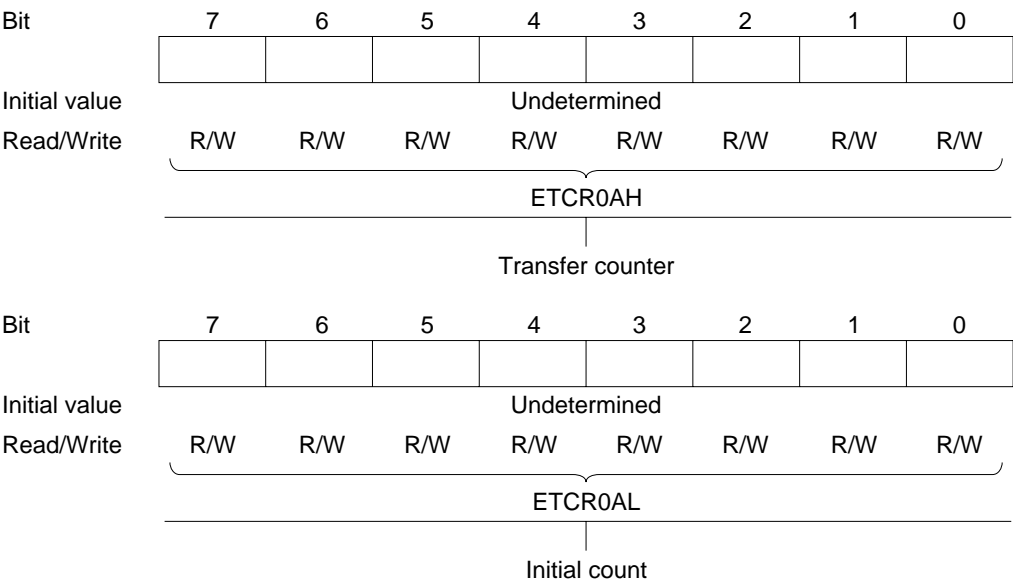 Bit 7 6 5 4 3 2 1 0
Initial value Undetermined
Read/Write R/W R/W R/W R/W R/W R/W R/W R/W
ETCR0AH
Transfer counter
Bit 7 6 5 4 3 2 1 0
Initial value Undetermined
Read/Write R/W R/W R/W R/W R/W R/W R/W R/W
ETCR0AL
Initial count